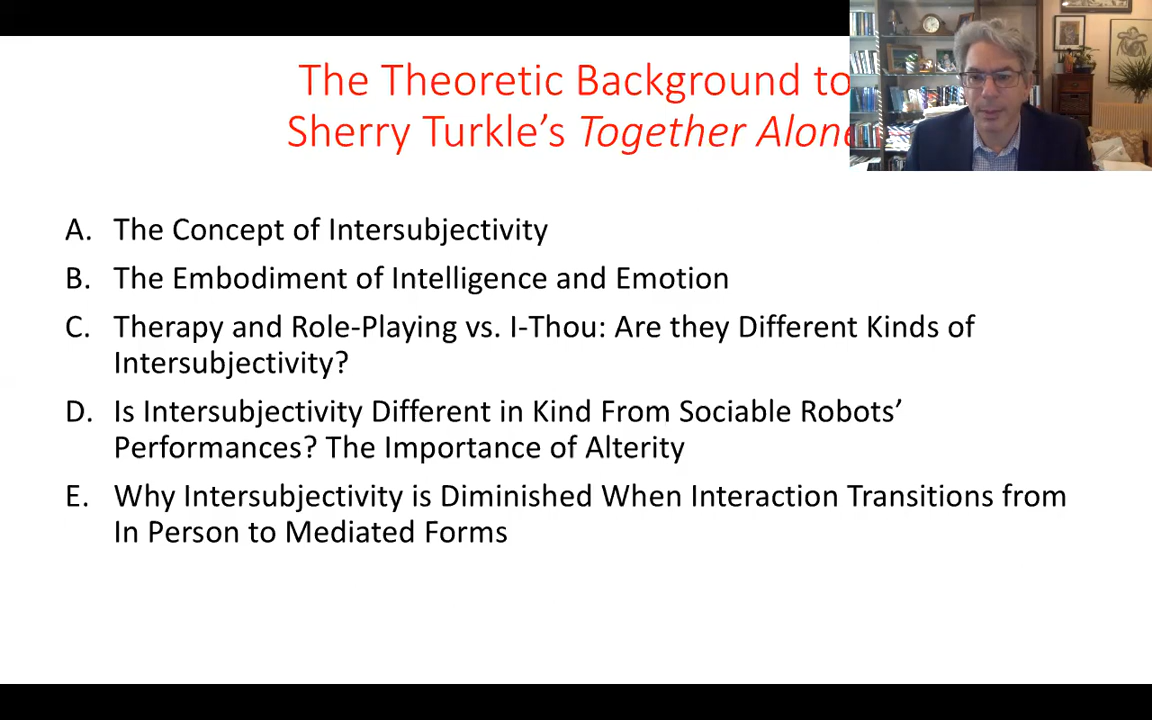 The Theoretic Background to
Sherry Turkle’s Together Alone
A. The Concept of Intersubjectivity
B. The Embodiment of Intelligence and Emotion
C. Therapy and Role-Playing vs. I-Thou: Are they Different Kinds of
Intersubjectivity?
D. Is Intersubjectivity Different in Kind From Sociable Robots’
Performances? The Importance of Alterity
E. Why Intersubjectivity is Diminished When Interaction Transitions from
In Person to Mediated Forms